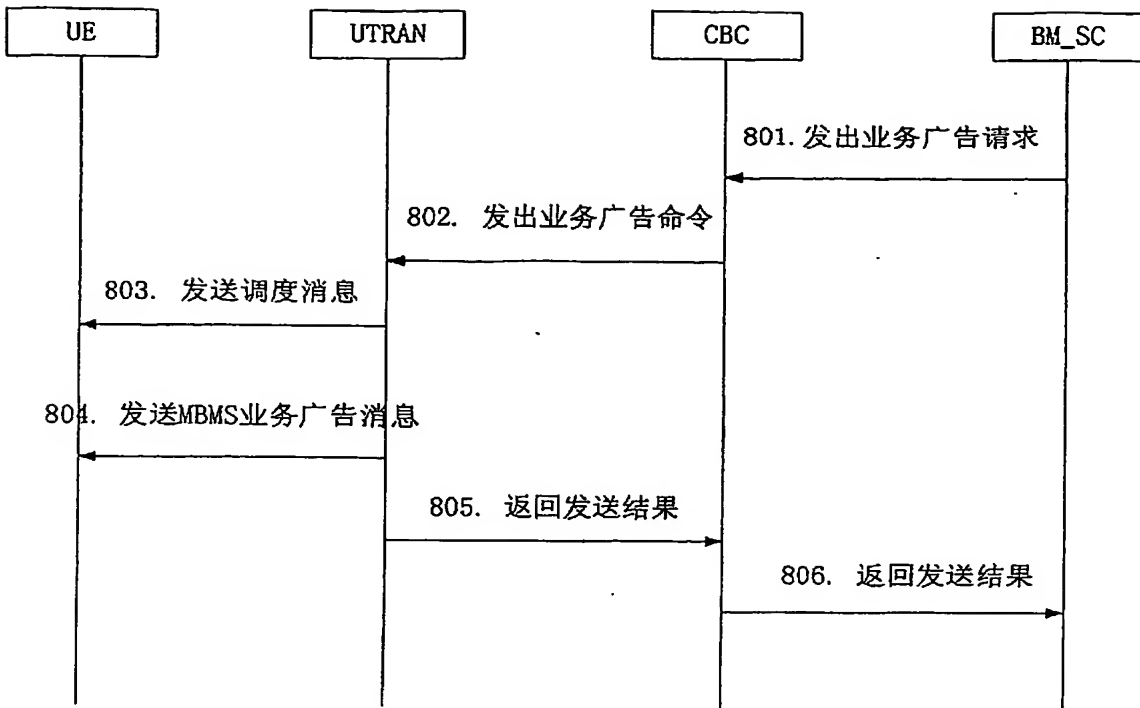 UE
UTRAN
CBC
BM_SC
801. 发出业务广告请求
802. 发出业务广告命令
803. 发送调度消息
804. 发送MBMS业务广告消息
805. 返回发送结果
806. 返回发送结果